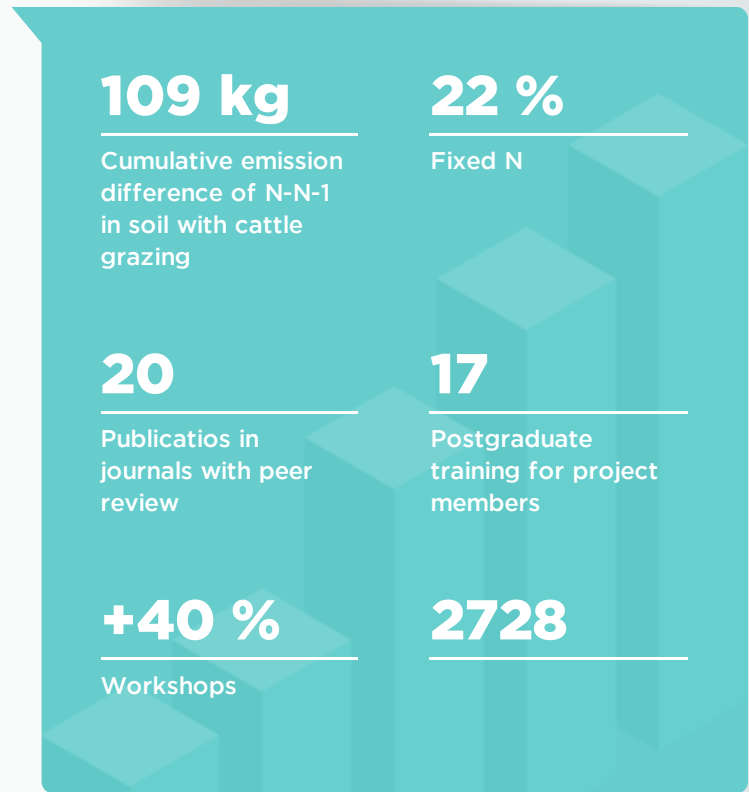 109 kg
Cumulative emission
difference of N-N-1
in soil with cattle
grazing
22 %
Fixed N
20
Publicatios in
journals with peer
review
17
Postgraduate
training for project
members
+40 %
Workshops
2728